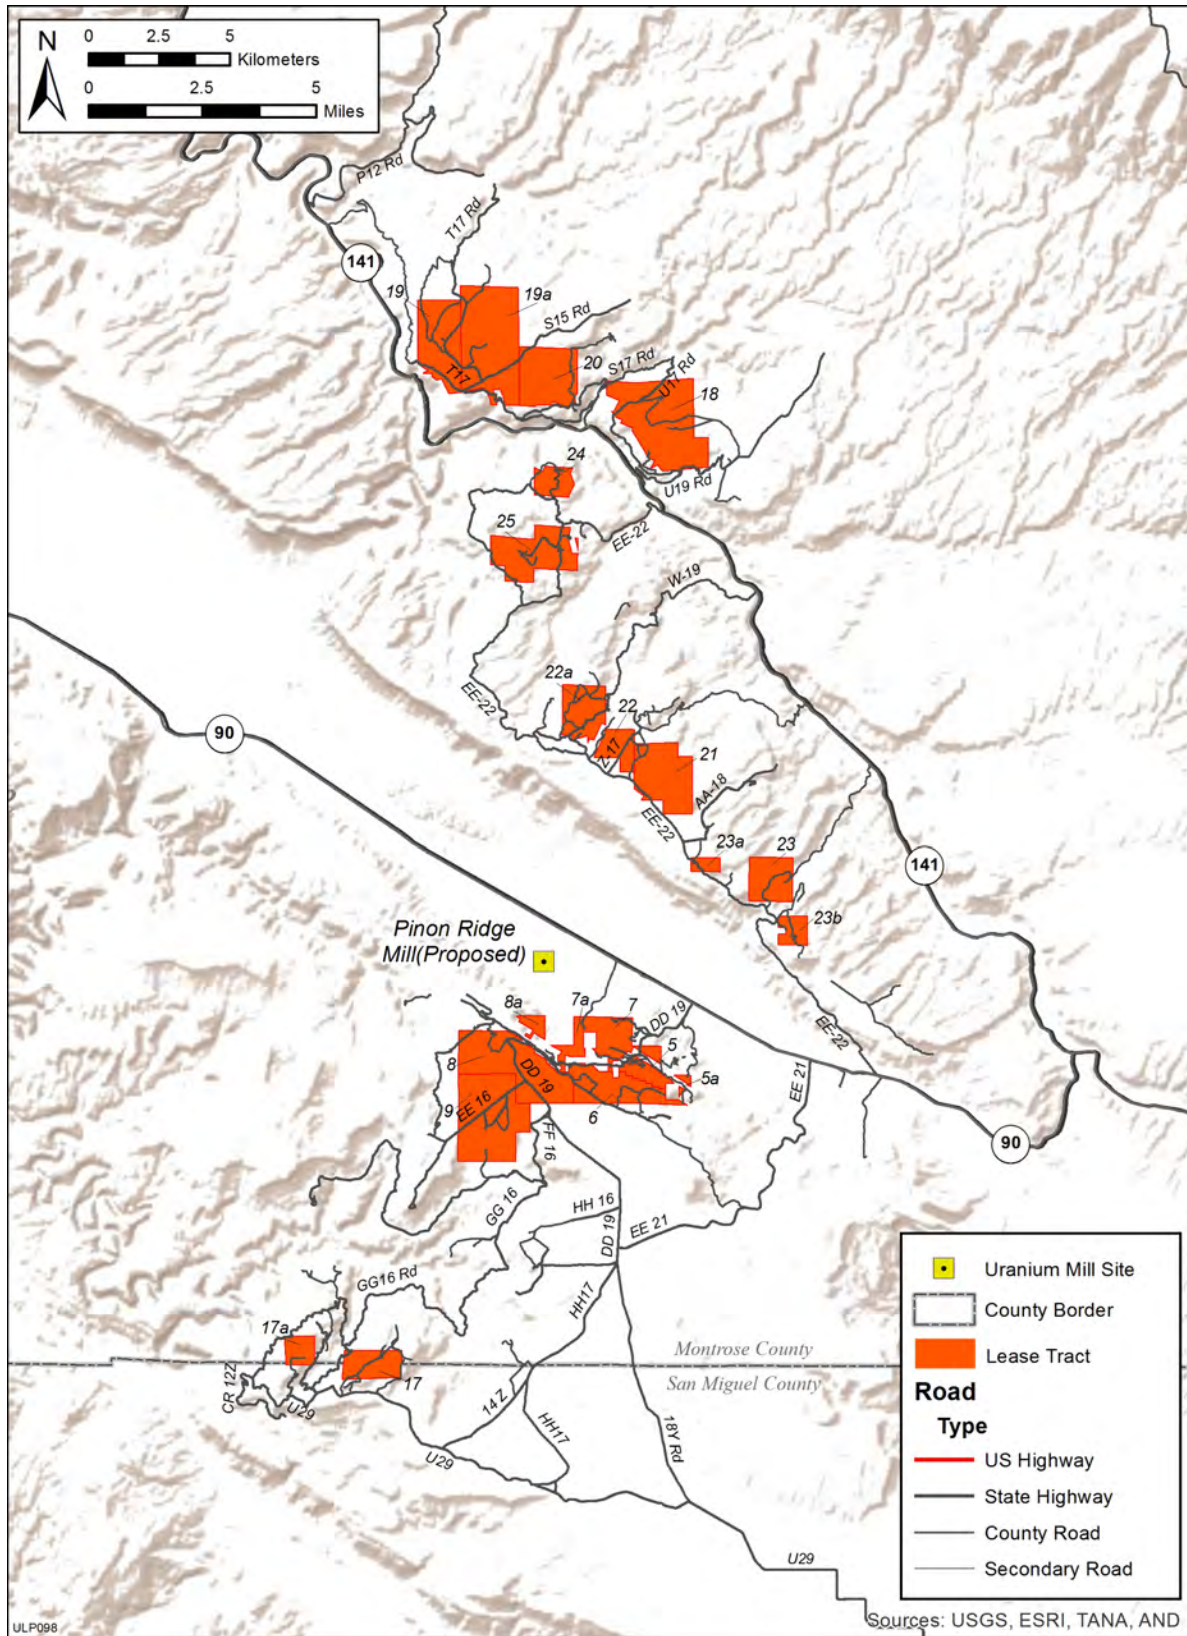 N
0 2.5 5
Kilometers
0 2.5 5
Miles
P12 Rd
T17 Rd
141
19
19a
S15 Rd
T17
20
S17 Rd
U17 Rd
18
24
U19 Rd
25
EE-22
W-19
22a
EE-22
22
Z-17
21
90
AA-18
EE-22
23a
23
141
23b
Pinon Ridge
Mill(Proposed)
8a
7a
7
DD 19
EE-22
5
8
DD 19
5a
9
EE 16
6
EE 21
FF 16
90
GG 16
HH 16
DD 19
EE 21
GG16 Rd
HH17
17a
Montrose County
San Miguel County
17
CR 12Z
U29
14 Z
HH17
18Y Rd
U29
U29
Uranium Mill Site
County Border
Lease Tract
Road
Type
US Highway
State Highway
County Road
Secondary Road
ULP098
Sources: USGS, ESRI, TANA, AND